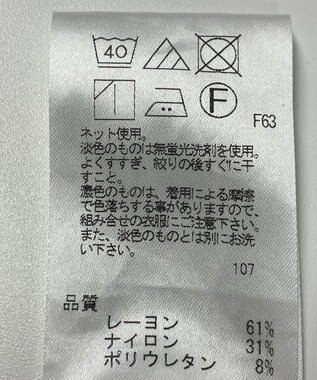 40
F
F63
ネット使用。
淡色のものは無蛍光洗剤を使用。
よくすすぎ、絞りの後すぐに干
すこと。
濃色のものは、着用による摩擦
で色落ちする事がありますので、
組み合せの衣服にご注意下さい。
また、淡色のものとは別にお洗
い下さい。
107
品質
レーヨン 61%
ナイロン 31%
ポリウレタン 8%